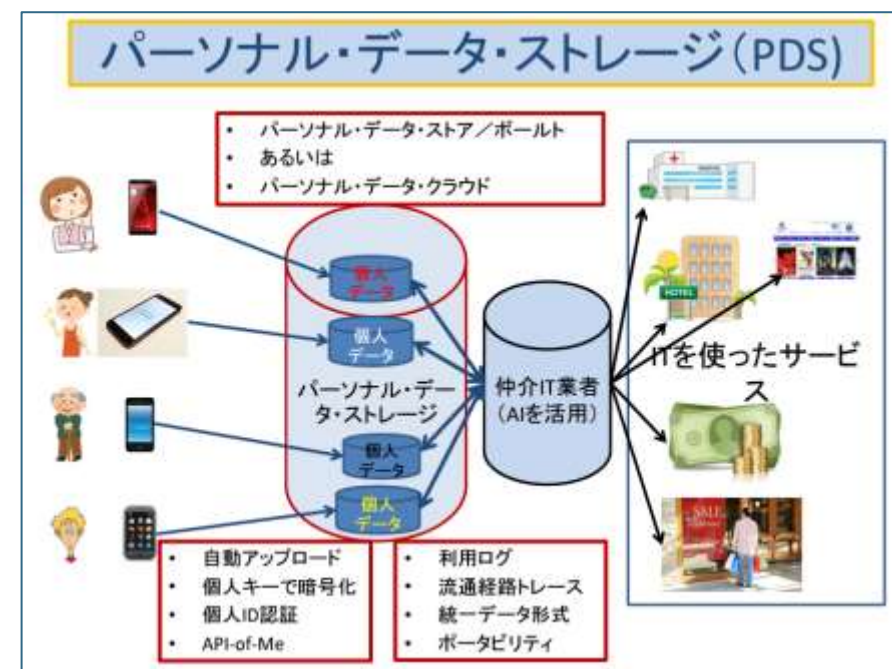 パーソナル・データ・ストレージ(PDS)
• パーソナル・データ・ストア/ボールト
• あるいは
• パーソナル・データ・クラウド
個人
データ
個人
データ
パーソナル・デー
タ・ストレージ
個人
データ
個人
データ
仲介IT業者
(AIを活用)
HOTEL
ITを使ったサービ
ス
SALE
• 自動アップロード
• 個人キーで暗号化
• 個人ID認証
• API-of-Me
• 利用ログ
• 流通経路トレース
• 統一データ形式
• ポータビリティ